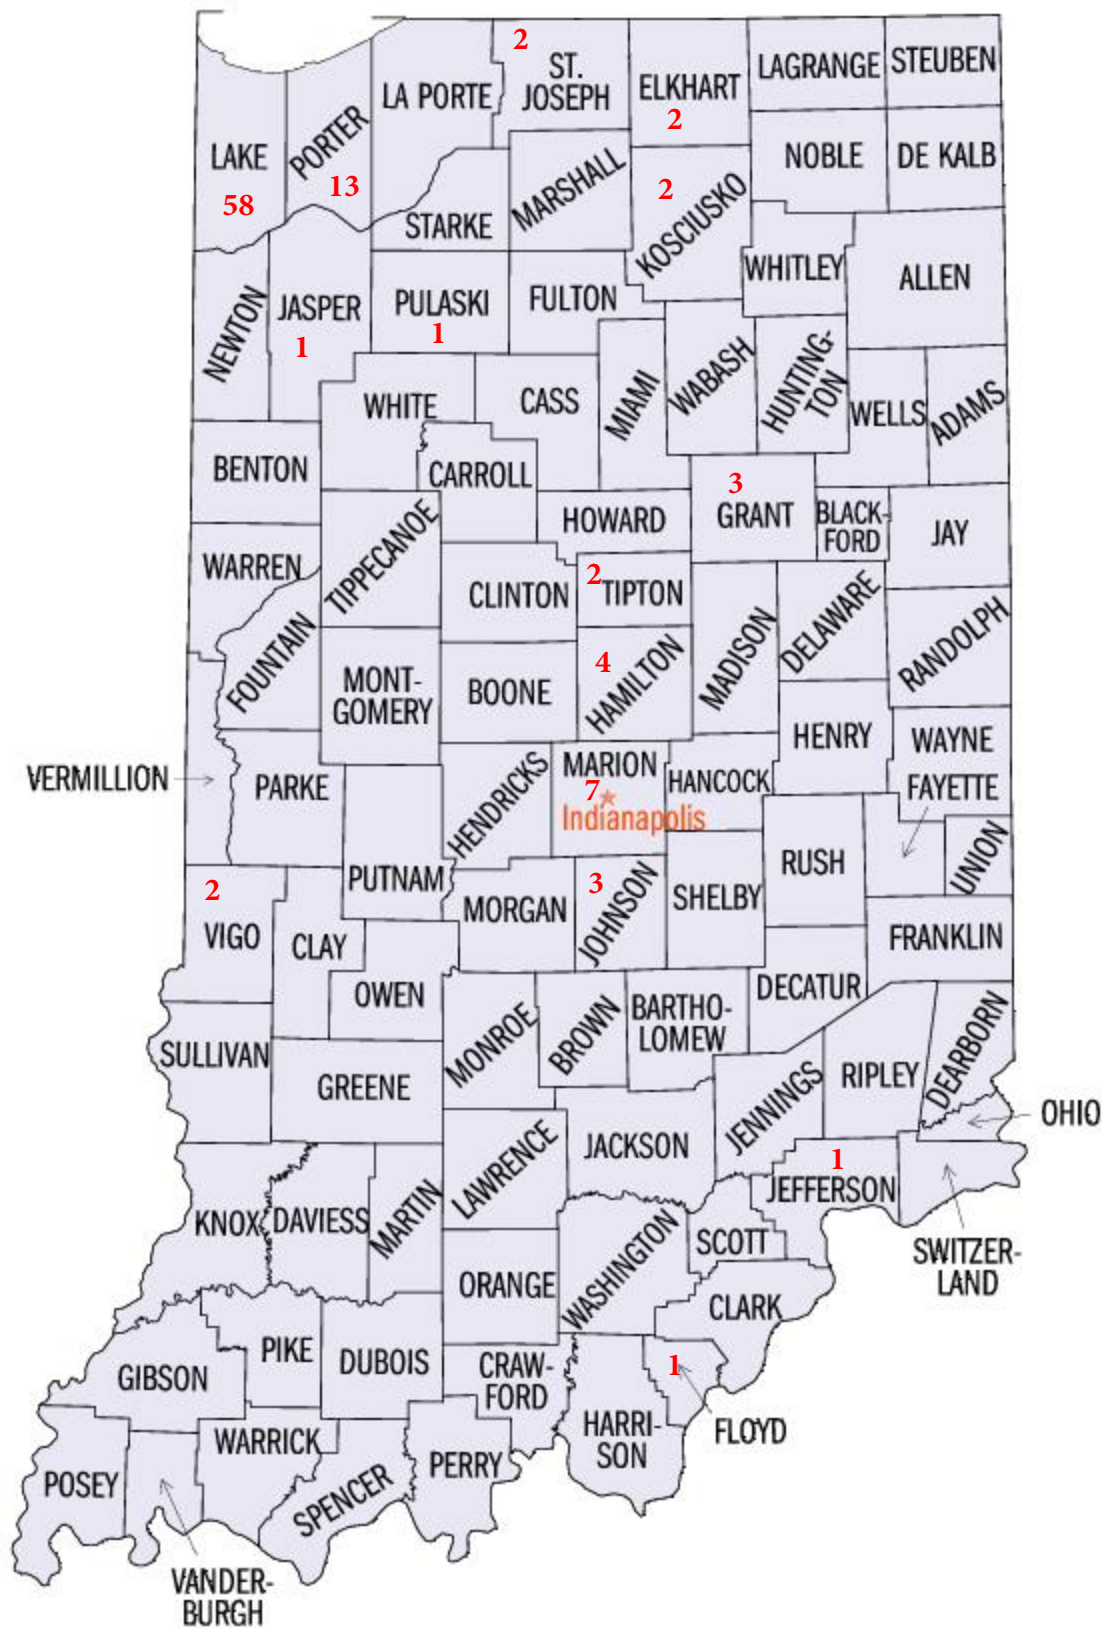 2
ST.
JOSEPH
LA PORTE
ELKHART
2
LAGRANGE
STEUBEN
LAKE
58
PORTER
13
STARKE
MARSHALL
2
KOSCIUSKO
NOBLE
DE KALB
WHITLEY
ALLEN
NEWTON
JASPER
1
PULASKI
1
FULTON
WHITE
CASS
MIAMI
WABASH
HUNTING-
TON
WELLS
ADAMS
BENTON
CARROLL
HOWARD
3
GRANT
BLACK-
FORD
JAY
WARREN
TIPPECANOE
CLINTON
2
TIPTON
FOUNTAIN
MONT-
GOMERY
BOONE
4
HAMILTON
MADISON
DELAWARE
RANDOLPH
HENRY
WAYNE
VERMILLION
PARKE
HENDRICKS
MARION
7
Indianapolis
HANCOCK
FAYETTE
UNION
RUSH
PUTNAM
2
VIGO
CLAY
MORGAN
3
JOHNSON
SHELBY
FRANKLIN
OWEN
DECATUR
SULLIVAN
GREENE
MONROE
BROWN
BARTHO-
LOMEW
JENNINGS
RIPLEY
DEARBORN
OHIO
LAWRENCE
JACKSON
1
JEFFERSON
KNOX
DAVIESS
MARTIN
SCOTT
SWITZER-
LAND
ORANGE
WASHINGTON
CLARK
GIBSON
PIKE
DUBOIS
CRAW-
FORD
1
FLOYD
HARRI-
SON
POSEY
WARRICK
SPENCER
PERRY
VANDER-
BURGH